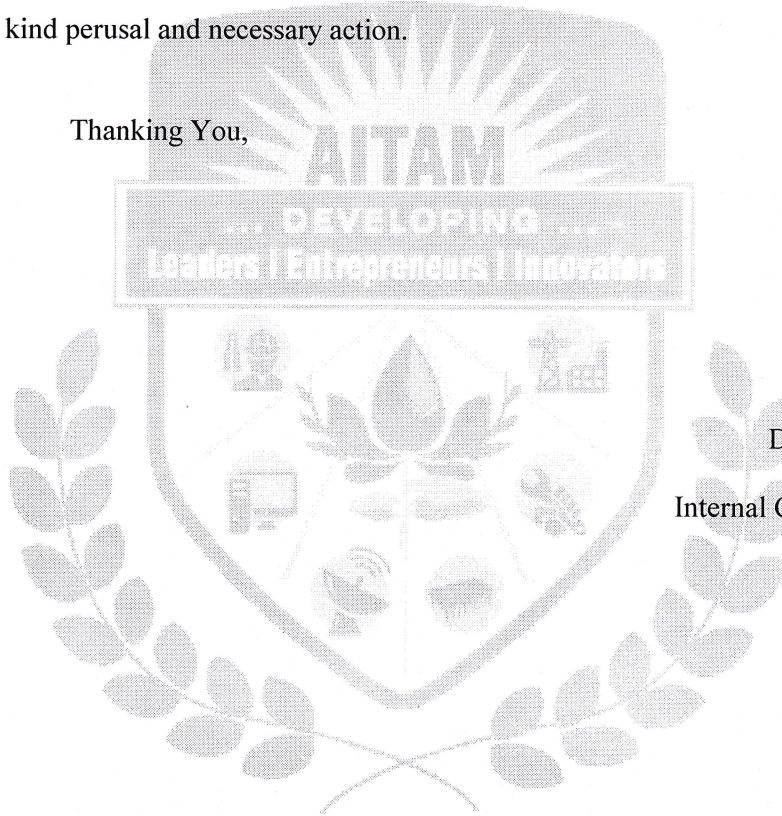 kind perusal and necessary action.
Thanking You,
AITAM
... DEVELOPING ....
Leaders | Entrepreneurs | Innovators
D
Internal